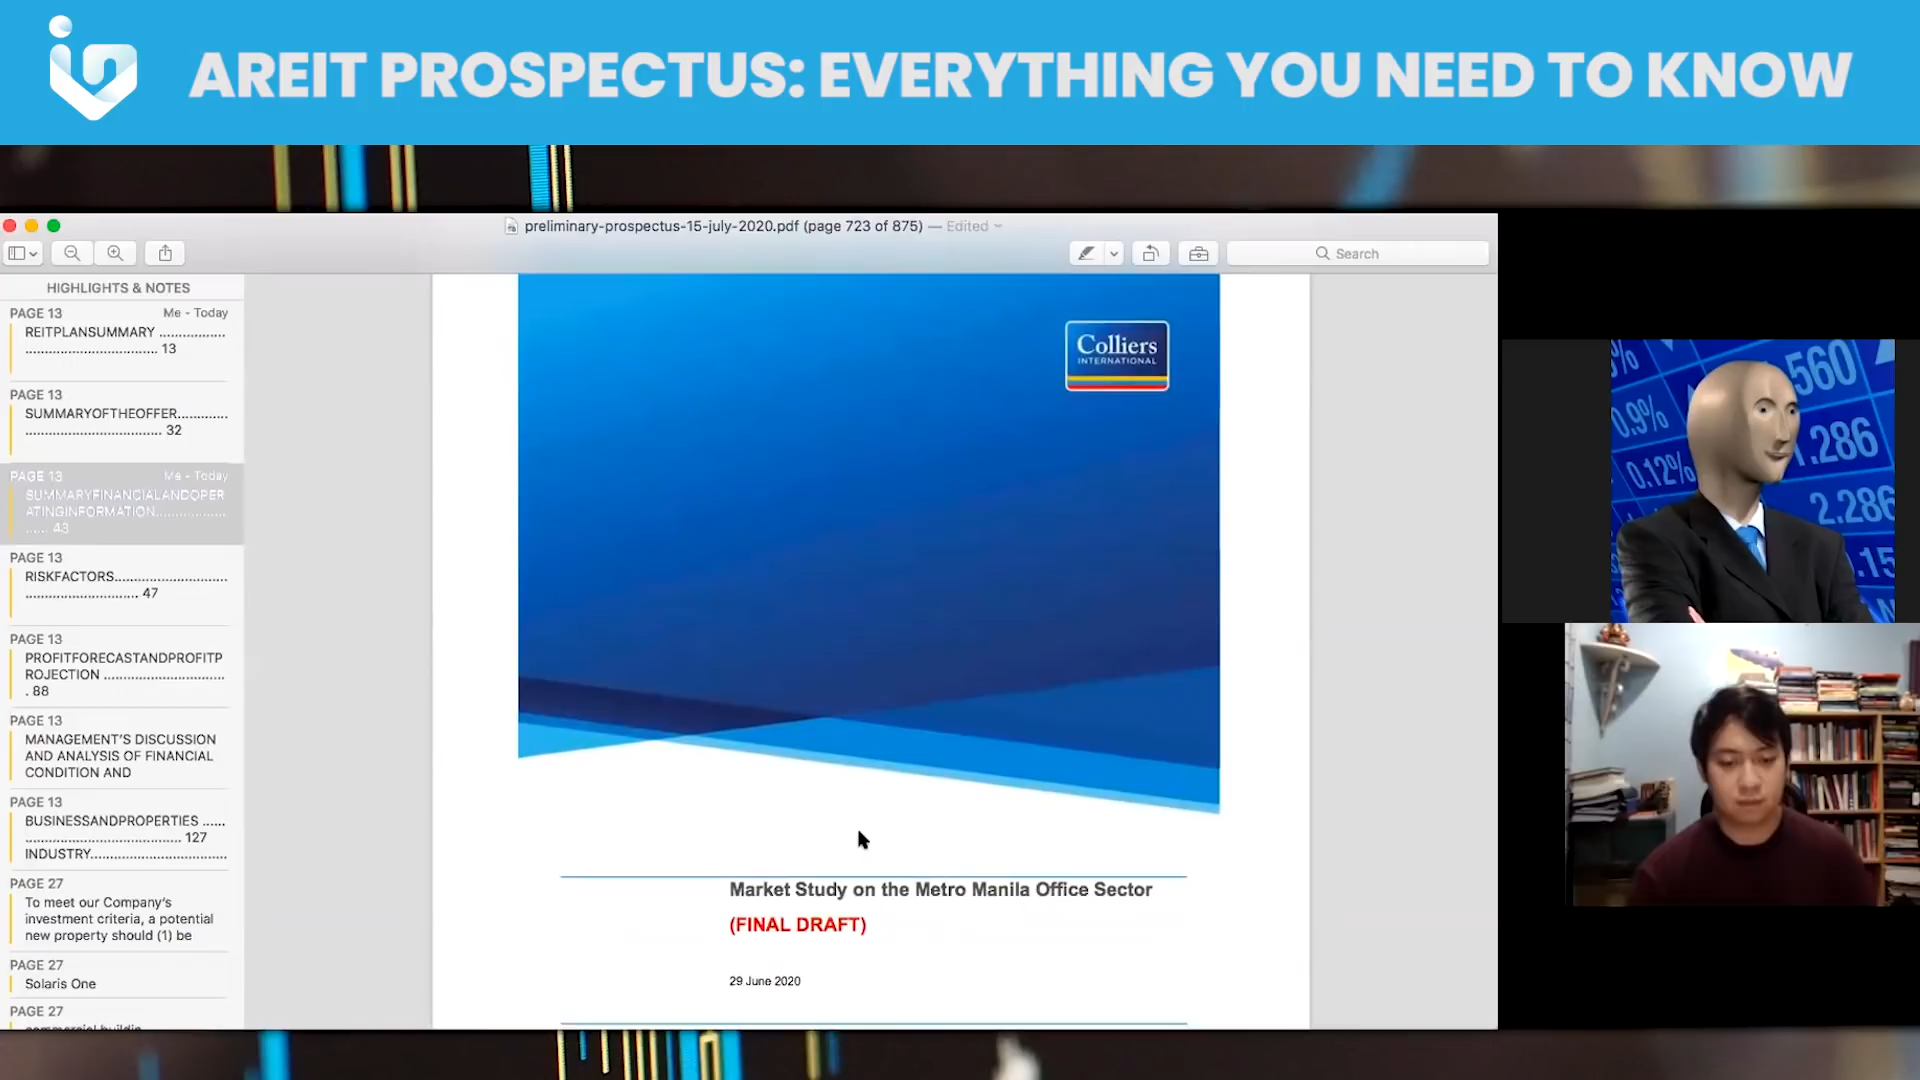 AREIT PROSPECTUS: EVERYTHING YOU NEED TO KNOW
preliminary-prospectus-15-july-2020.pdf (page 723 of 875) — Edited
Search
HIGHLIGHTS & NOTES
PAGE 13 Me - Today
REITPLANSUMMARY .................
.................................. 13
PAGE 13
SUMMARYOFTHEOFFER.............
................................... 32
PAGE 13 Me - Today
SUMMARYFINANCIALANDOPER
ATINGINFORMATION..................
...... 43
PAGE 13
RISKFACTORS............................
............................. 47
PAGE 13
PROFITFORECASTANDPROFITP
ROJECTION ..............................
. 88
PAGE 13
MANAGEMENT'S DISCUSSION
AND ANALYSIS OF FINANCIAL
CONDITION AND
PAGE 13
BUSINESSANDPROPERTIES ......
........................................ 127
INDUSTRY..................................
PAGE 27
To meet our Company's
investment criteria, a potential
new property should (1) be
PAGE 27
Solaris One
PAGE 27
Colliers
INTERNATIONAL
Market Study on the Metro Manila Office Sector
(FINAL DRAFT)
29 June 2020
560
0.9%
1.286
0.12%
2.286
.15